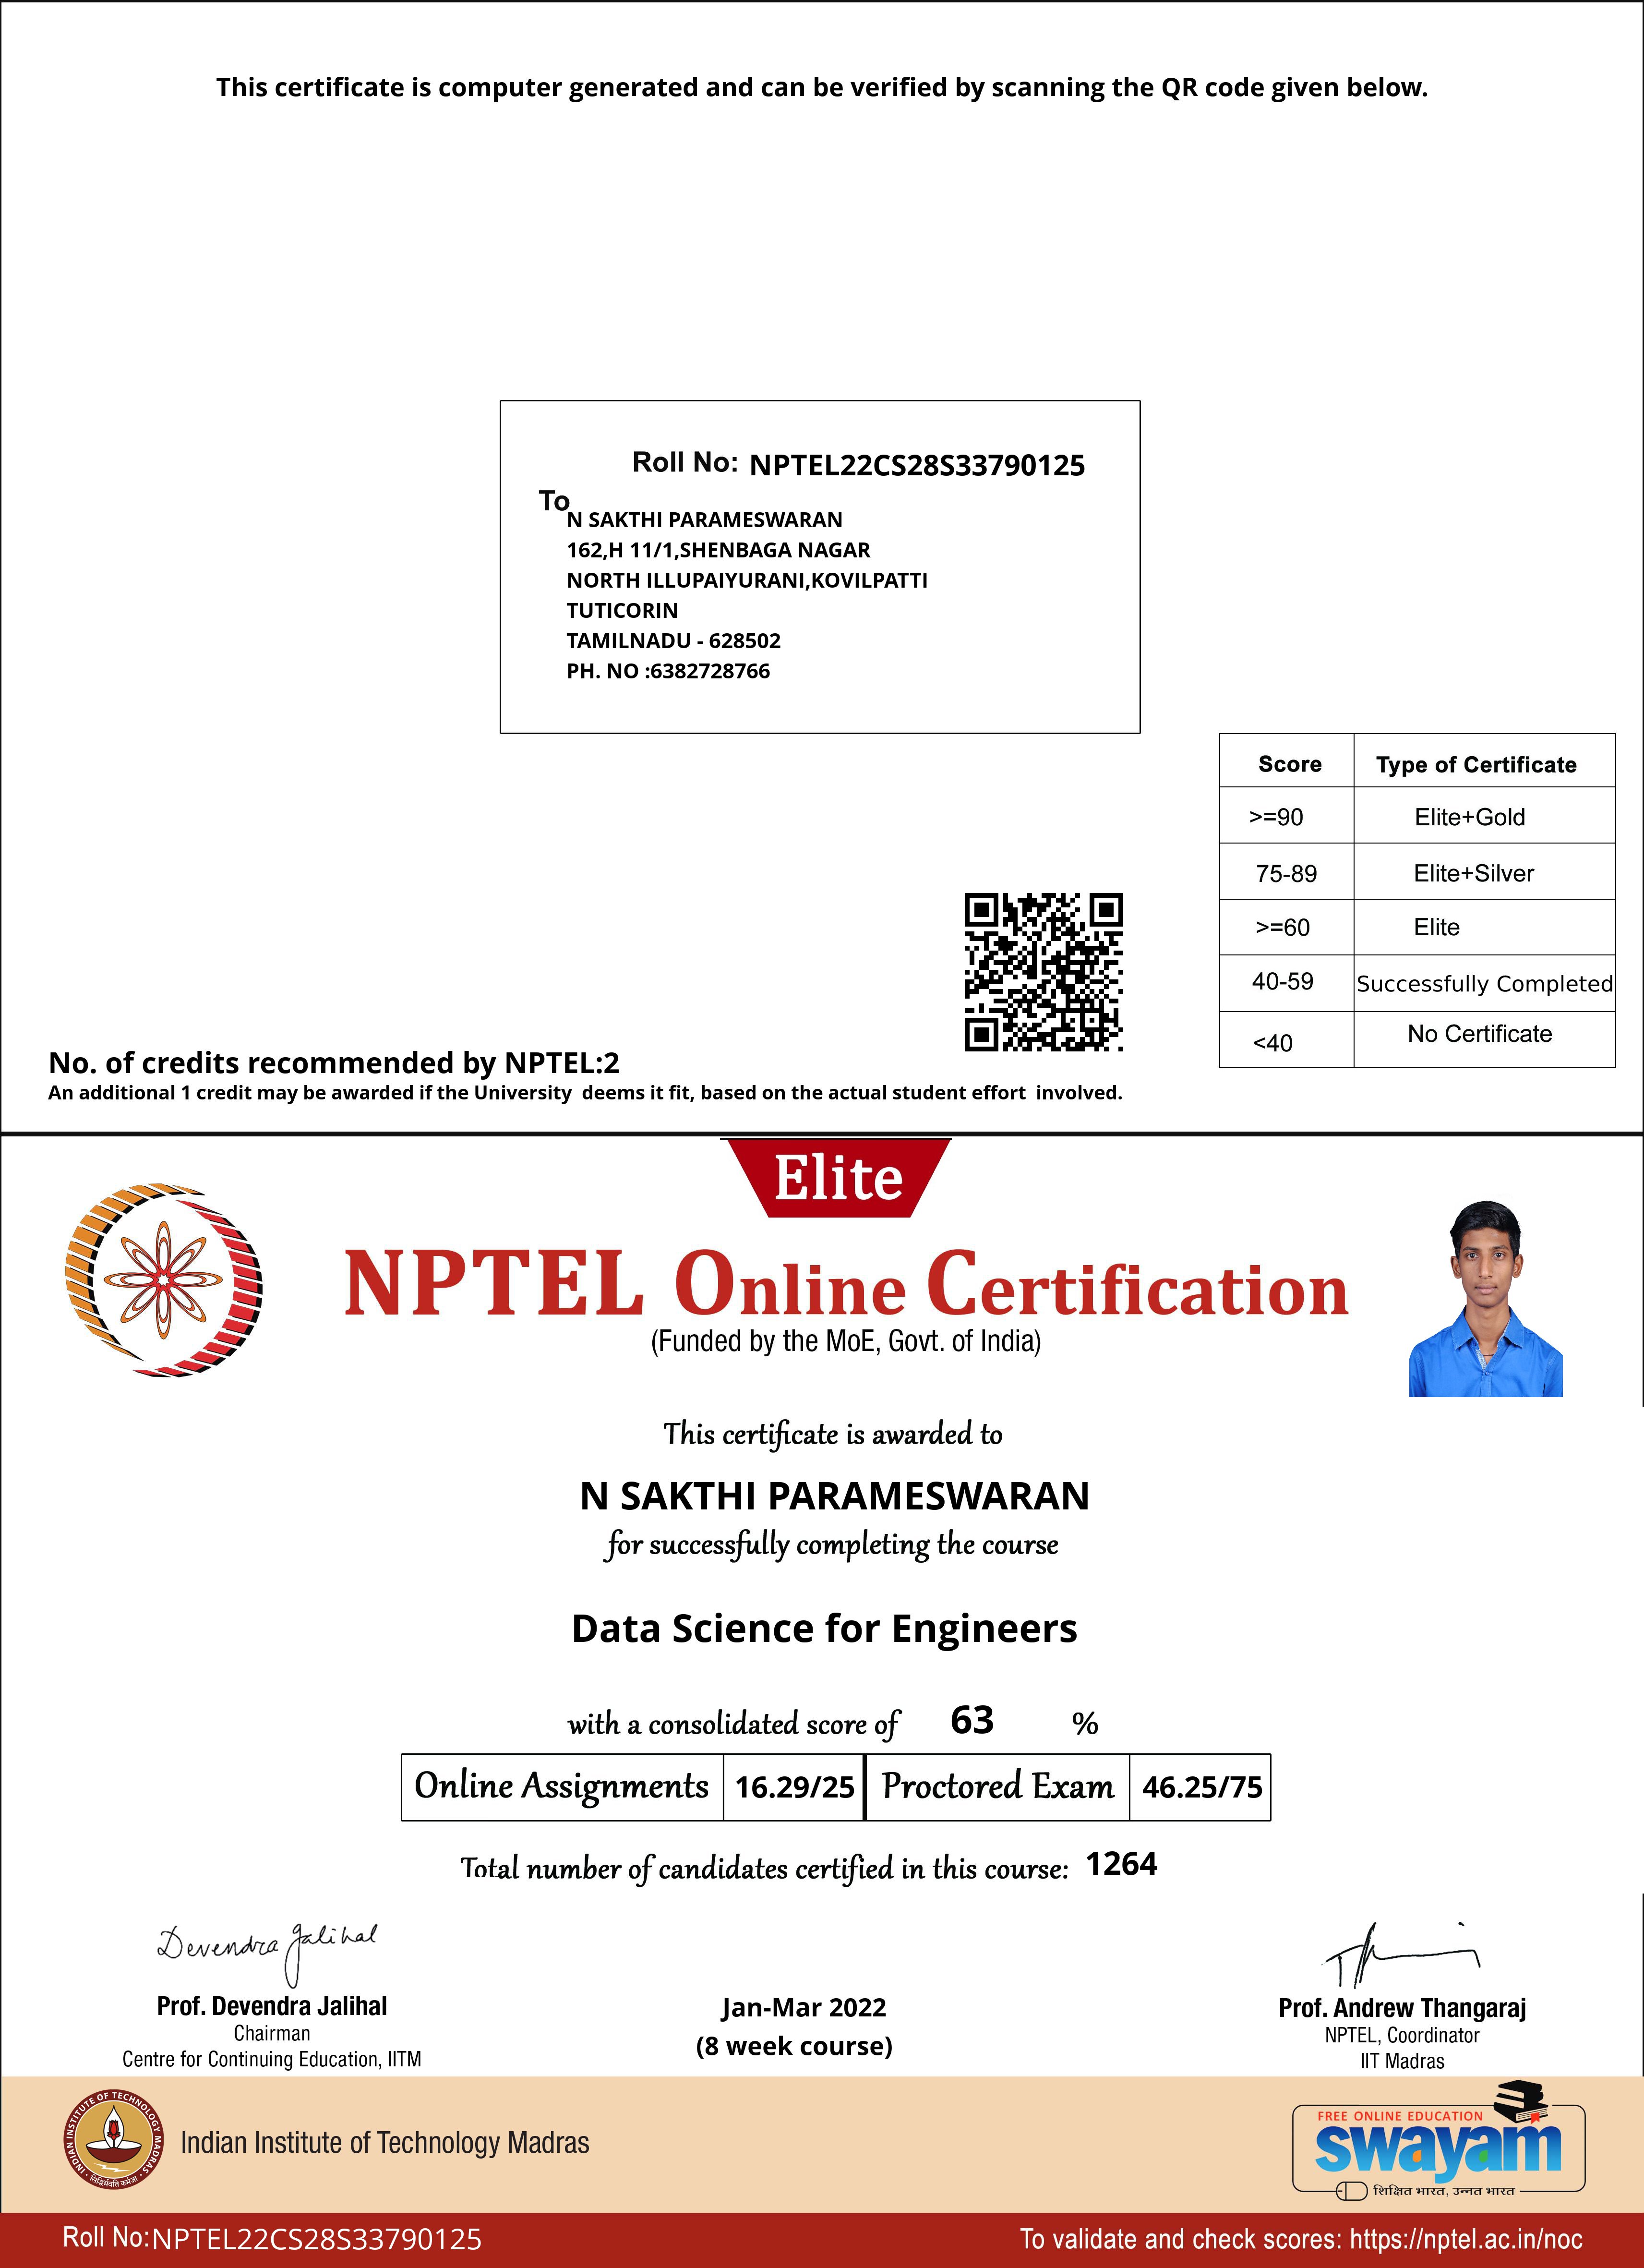 This certificate is computer generated and can be verified by scanning the QR code given below.
Roll No: NPTEL22CS28S33790125
To
N SAKTHI PARAMESWARAN
162,H 11/1,SHENBAGA NAGAR
NORTH ILLUPAIYURANI,KOVILPATTI
TUTICORIN
TAMILNADU - 628502
PH. NO :6382728766
Score Type of Certificate
>=90 Elite+Gold
75-89 Elite+Silver
>=60 Elite
40-59 Successfully Completed
<40 No Certificate
No. of credits recommended by NPTEL:2
An additional 1 credit may be awarded if the University deems it fit, based on the actual student effort involved.
Elite
NPTEL Online Certification
(Funded by the MoE, Govt. of India)
This certificate is awarded to
N SAKTHI PARAMESWARAN
for successfully completing the course
Data Science for Engineers
with a consolidated score of 63 %
Online Assignments 16.29/25 Proctored Exam 46.25/75
Total number of candidates certified in this course: 1264
Devendra Jalihal
Prof. Devendra Jalihal
Chairman
Centre for Continuing Education, IITM
Jan-Mar 2022
(8 week course)
Prof. Andrew Thangaraj
NPTEL, Coordinator
IIT Madras
INDIAN INSTITUTE OF TECHNOLOGY MADRAS
सिद्धिर्भवति कर्मजा
Indian Institute of Technology Madras
FREE ONLINE EDUCATION
swayam
शिक्षित भारत, उन्नत भारत
Roll No:NPTEL22CS28S33790125
To validate and check scores: https://nptel.ac.in/noc